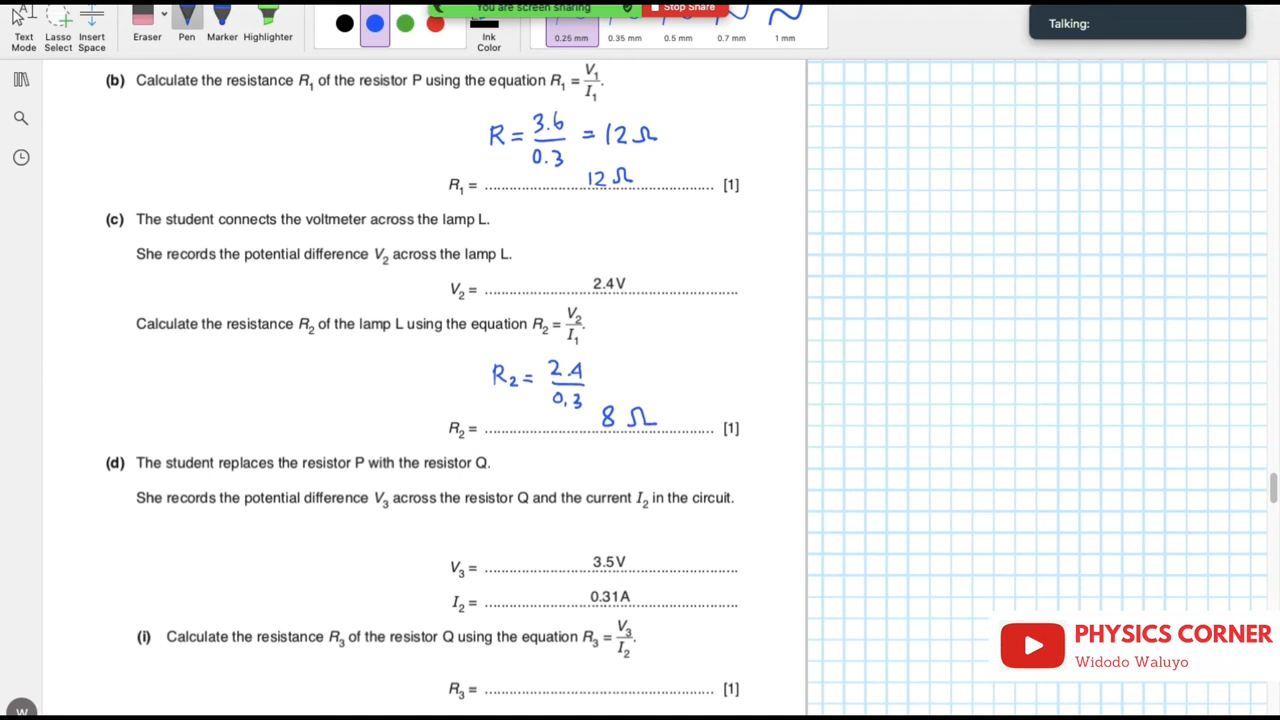 You are screen sharing
Stop Share
Talking:
Text Mode
Lasso Select
Insert Space
Eraser
Pen
Marker
Highlighter
Ink Color
0.25 mm
0.35 mm
0.5 mm
0.7 mm
1 mm
(b) Calculate the resistance R₁ of the resistor P using the equation R₁ = V₁/I₁.
R = 3.6/0.3 = 12 Ω
R₁ = ........ 12 Ω ........ [1]
(c) The student connects the voltmeter across the lamp L.
She records the potential difference V₂ across the lamp L.
V₂ = ........ 2.4 V ........
Calculate the resistance R₂ of the lamp L using the equation R₂ = V₂/I₁.
R₂ = 2.4/0.3
R₂ = ........ 8 Ω ........ [1]
(d) The student replaces the resistor P with the resistor Q.
She records the potential difference V₃ across the resistor Q and the current I₂ in the circuit.
V₃ = ........ 3.5 V ........
I₂ = ........ 0.31 A ........
(i) Calculate the resistance R₃ of the resistor Q using the equation R₃ = V₃/I₂.
R₃ = ................ [1]
PHYSICS CORNER
Widodo Waluyo
W